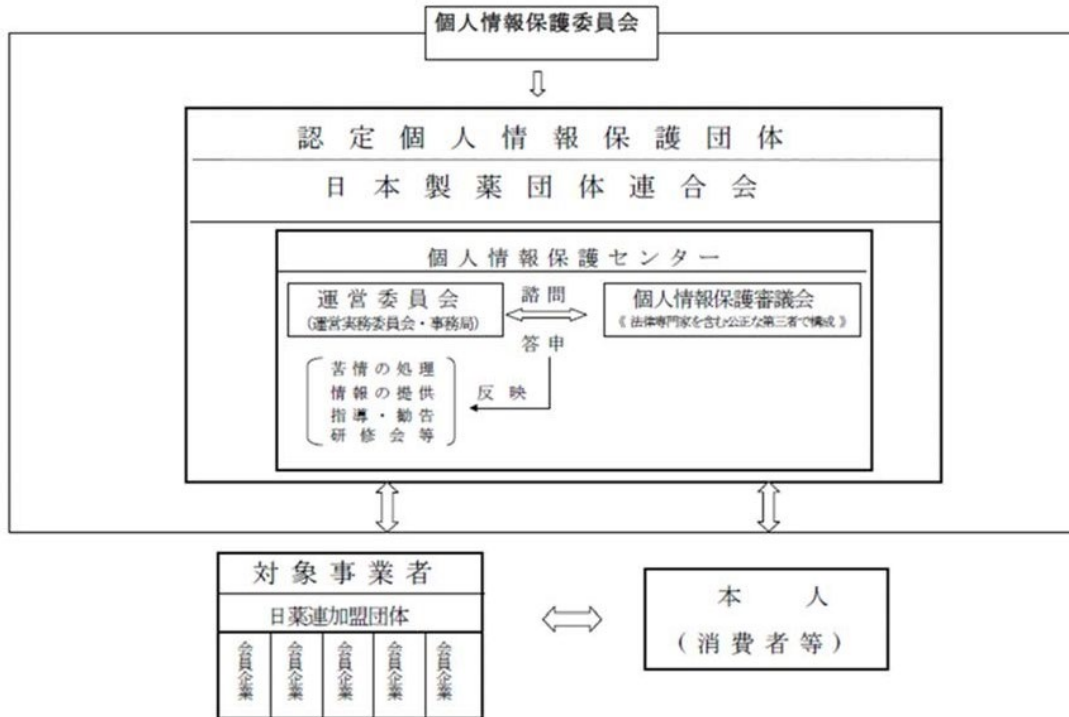 個人情報保護委員会
認定個人情報保護団体
日本製薬団体連合会
個人情報保護センター
運営委員会
(運営実務委員会・事務局)
諮問
答申
個人情報保護審議会
《 法律専門家を含む公正な第三者で構成 》
苦情の処理
情報の提供
指導・勧告
研修会等
反映
対象事業者
日薬連加盟団体
会員企業
会員企業
会員企業
会員企業
会員企業
本人
(消費者等)